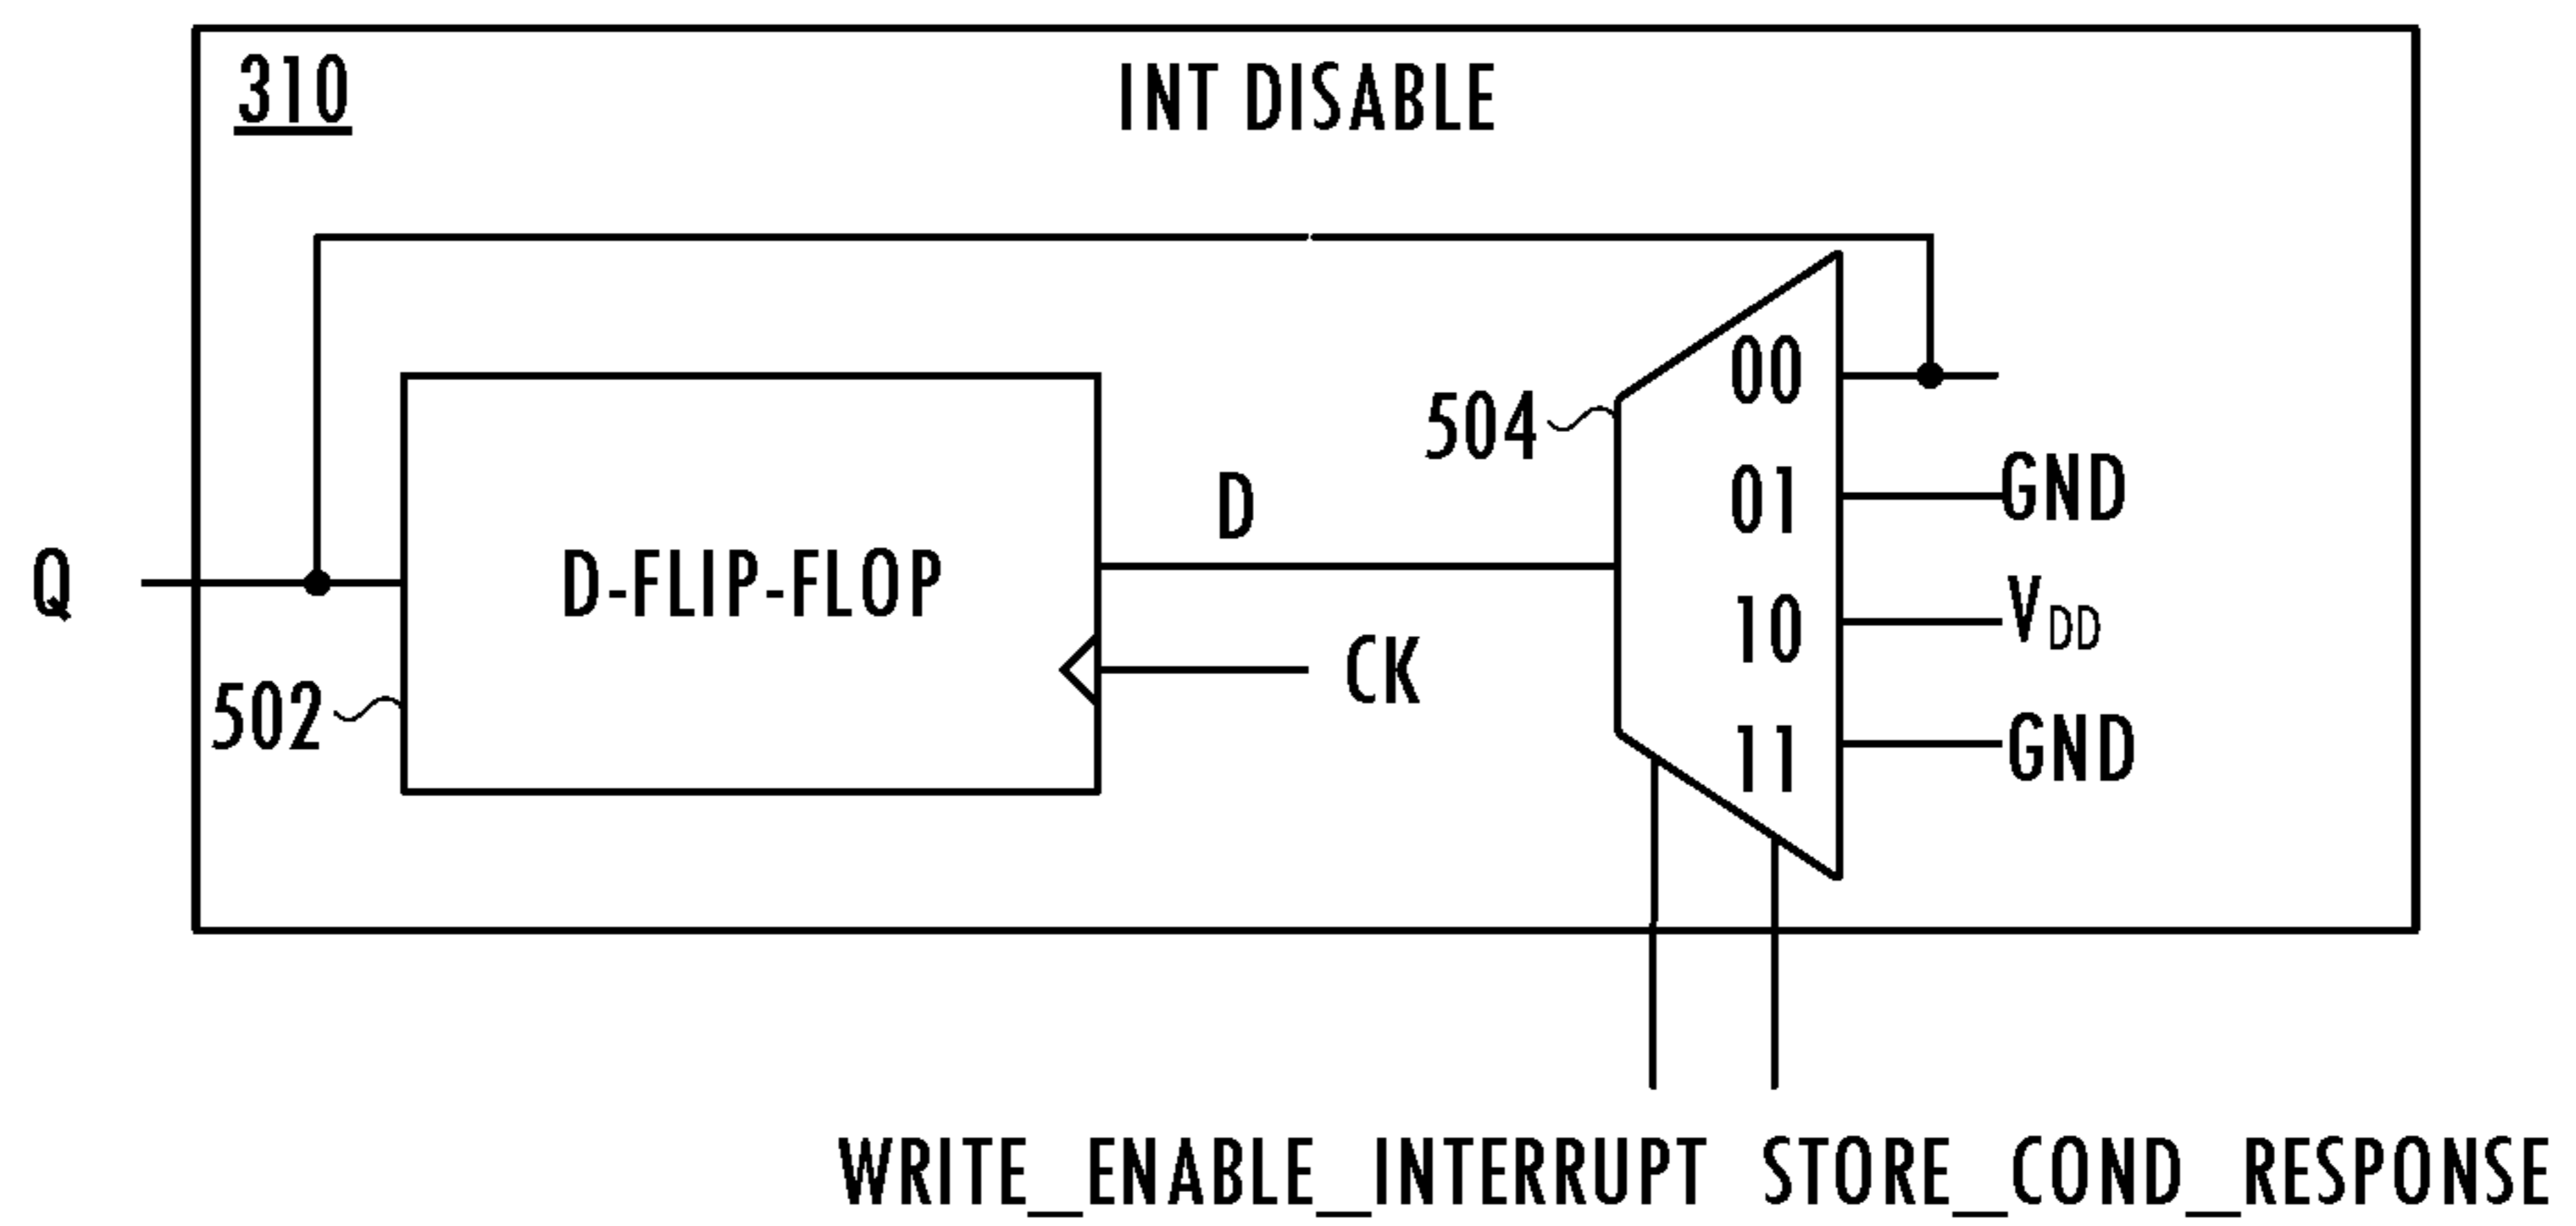 310
INT DISABLE
504
00
01
GND
D
Q
D-FLIP-FLOP
10
VDD
CK
502
11
GND
WRITE_ENABLE_INTERRUPT STORE_COND_RESPONSE